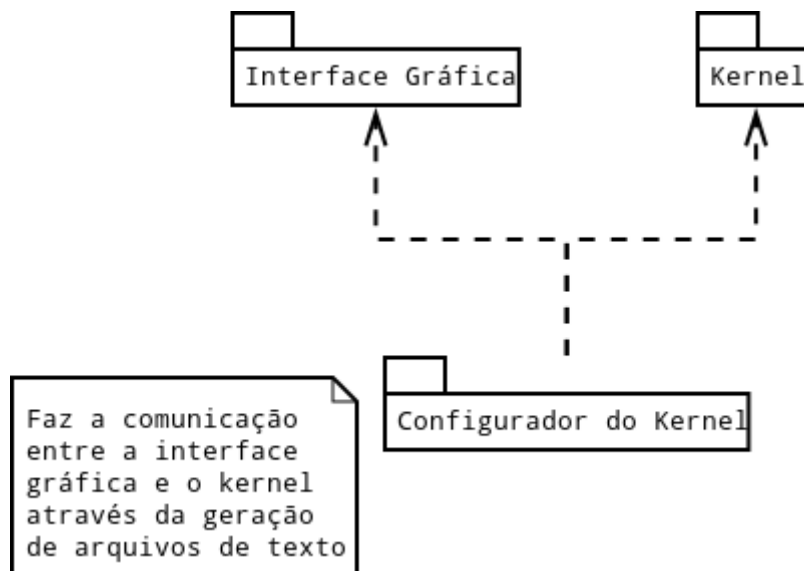 Interface Gráfica
Kernel
Configurador do Kernel
Faz a comunicação
entre a interface
gráfica e o kernel
através da geração
de arquivos de texto